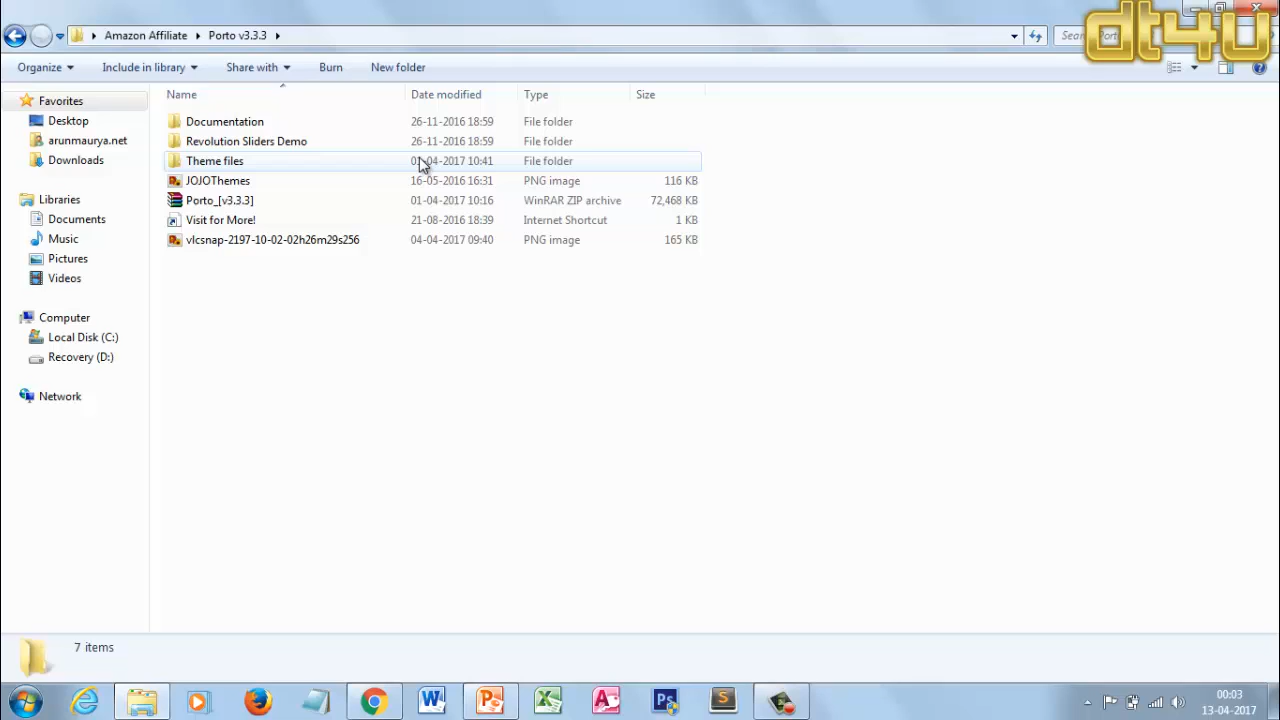 DT4U
Amazon Affiliate
Porto v3.3.3
Organize
Include in library
Share with
Burn
New folder
Name
Date modified
Type
Size
Favorites
Desktop
arunmaurya.net
Downloads
Libraries
Documents
Music
Pictures
Videos
Computer
Local Disk (C:)
Recovery (D:)
Network
Documentation 26-11-2016 18:59 File folder
Revolution Sliders Demo 26-11-2016 18:59 File folder
Theme files 04-2017 10:41 File folder
JOJOThemes 16-05-2016 16:31 PNG image 116 KB
Porto_[v3.3.3] 01-04-2017 10:16 WinRAR ZIP archive 72,468 KB
Visit for More! 21-08-2016 18:39 Internet Shortcut 1 KB
vlcsnap-2197-10-02-02h26m29s256 04-04-2017 09:40 PNG image 165 KB
7 items
00:03
13-04-2017